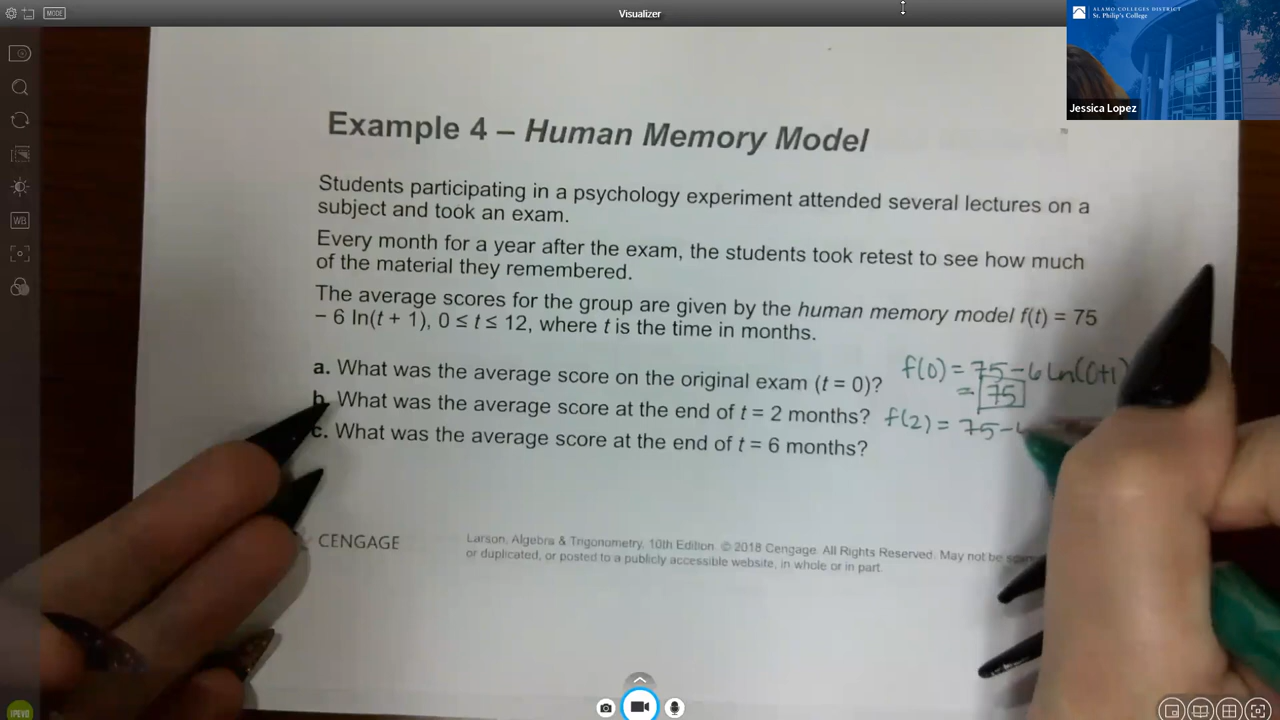 MODE
Visualizer
ALAMO COLLEGES DISTRICT
St. Philip's College
Jessica Lopez
WB
Example 4 – Human Memory Model
Students participating in a psychology experiment attended several lectures on a
subject and took an exam.
Every month for a year after the exam, the students took retest to see how much
of the material they remembered.
The average scores for the group are given by the human memory model f(t) = 75
− 6 ln(t + 1), 0 ≤ t ≤ 12, where t is the time in months.
a. What was the average score on the original exam (t = 0)?
f(0) = 75-6 ln(0+1)
= 75
b. What was the average score at the end of t = 2 months?
f(2) = 75-
c. What was the average score at the end of t = 6 months?
CENGAGE
Larson, Algebra & Trigonometry, 10th Edition. © 2018 Cengage. All Rights Reserved. May not be
or duplicated, or posted to a publicly accessible website, in whole or in part.
IPEVO